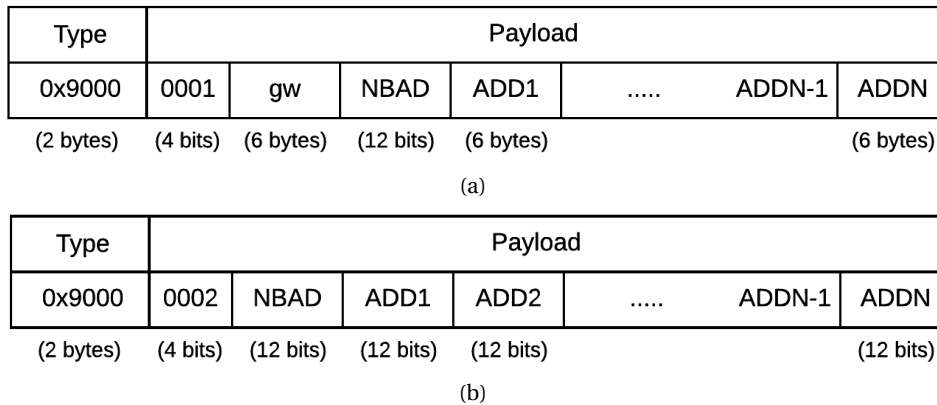 Type Payload
0x9000 0001 gw NBAD ADD1 ..... ADDN-1 ADDN
(2 bytes) (4 bits) (6 bytes) (12 bits) (6 bytes) (6 bytes)
(a)
Type Payload
0x9000 0002 NBAD ADD1 ADD2 ..... ADDN-1 ADDN
(2 bytes) (4 bits) (12 bits) (12 bits) (12 bits) (12 bits)
(b)